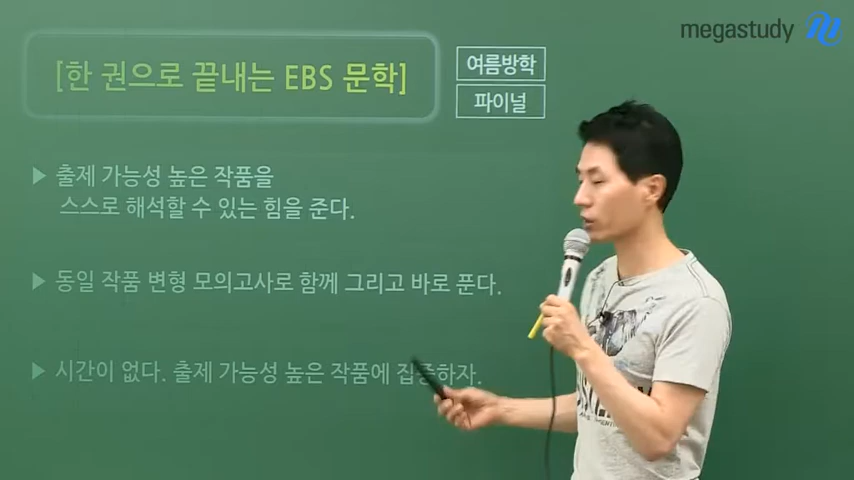 megastudy
[한 권으로 끝내는 EBS 문학]
여름방학
파이널
▶ 출제 가능성 높은 작품을
스스로 해석할 수 있는 힘을 준다.
▶ 동일 작품 변형 모의고사로 함께 그리고 바로 푼다.
▶ 시간이 없다. 출제 가능성 높은 작품에 집중하자.